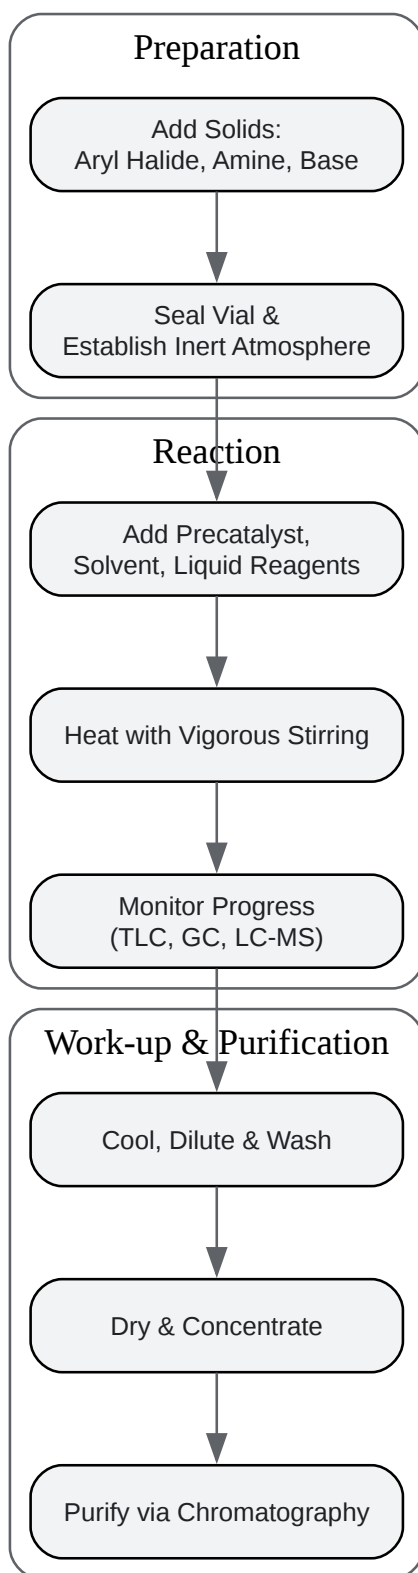 Preparation
Add Solids:
Aryl Halide, Amine, Base
Seal Vial &
Establish Inert Atmosphere
Reaction
Add Precatalyst,
Solvent, Liquid Reagents
Heat with Vigorous Stirring
Monitor Progress
(TLC, GC, LC-MS)
Work-up & Purification
Cool, Dilute & Wash
Dry & Concentrate
Purify via Chromatography